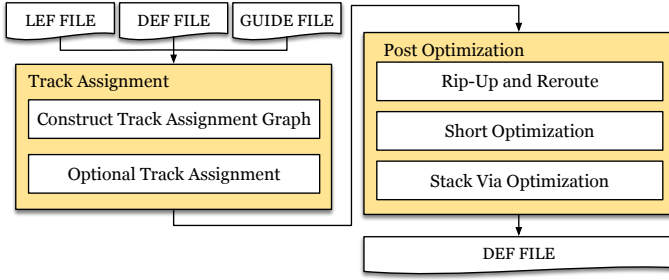 LEF FILE
DEF FILE
GUIDE FILE
Track Assignment
Construct Track Assignment Graph
Optional Track Assignment
Post Optimization
Rip-Up and Reroute
Short Optimization
Stack Via Optimization
DEF FILE